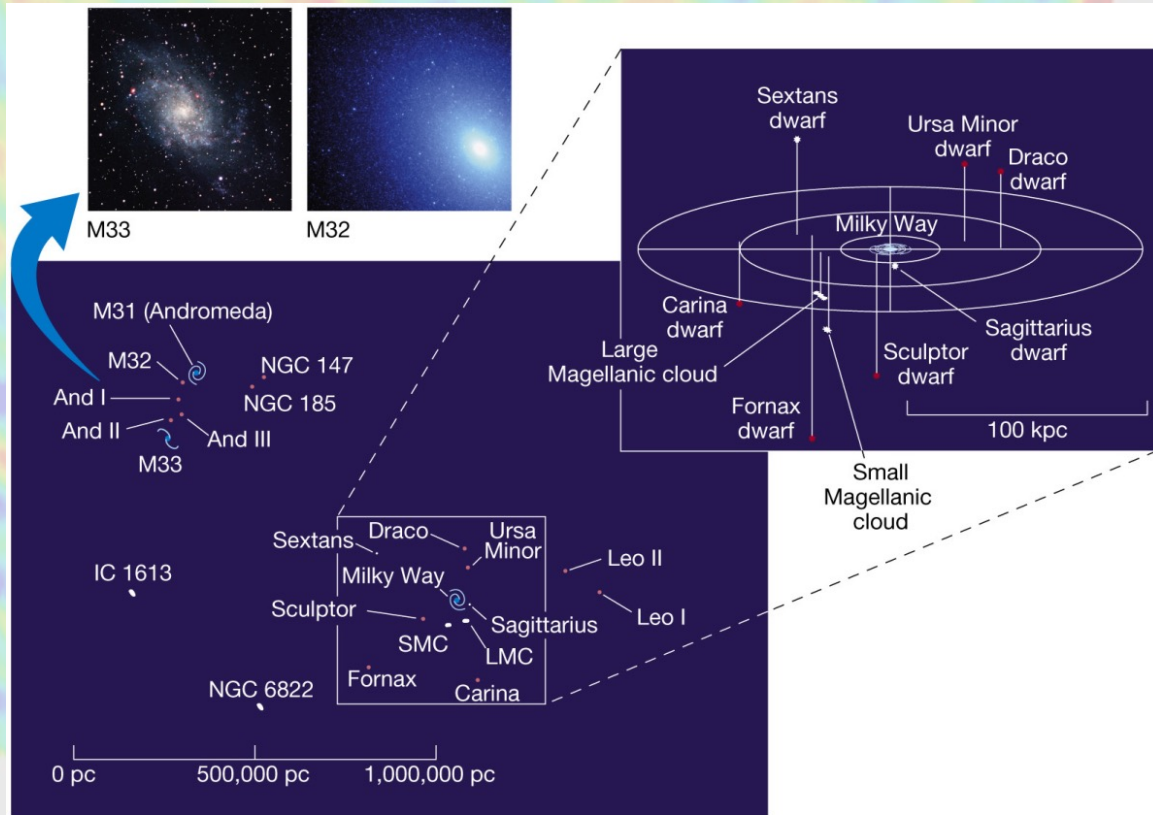 M33
M32
Sextans
dwarf
Ursa Minor
dwarf
Draco
dwarf
Milky Way
Carina
dwarf
Large
Magellanic cloud
Sagittarius
dwarf
Sculptor
dwarf
Fornax
dwarf
100 kpc
Small
Magellanic
cloud
M31 (Andromeda)
M32
NGC 147
And I
NGC 185
And II
And III
M33
Draco
Ursa
Minor
Sextans
Leo II
IC 1613
Milky Way
Sculptor
Sagittarius
Leo I
SMC
LMC
Fornax
Carina
NGC 6822
0 pc
500,000 pc
1,000,000 pc